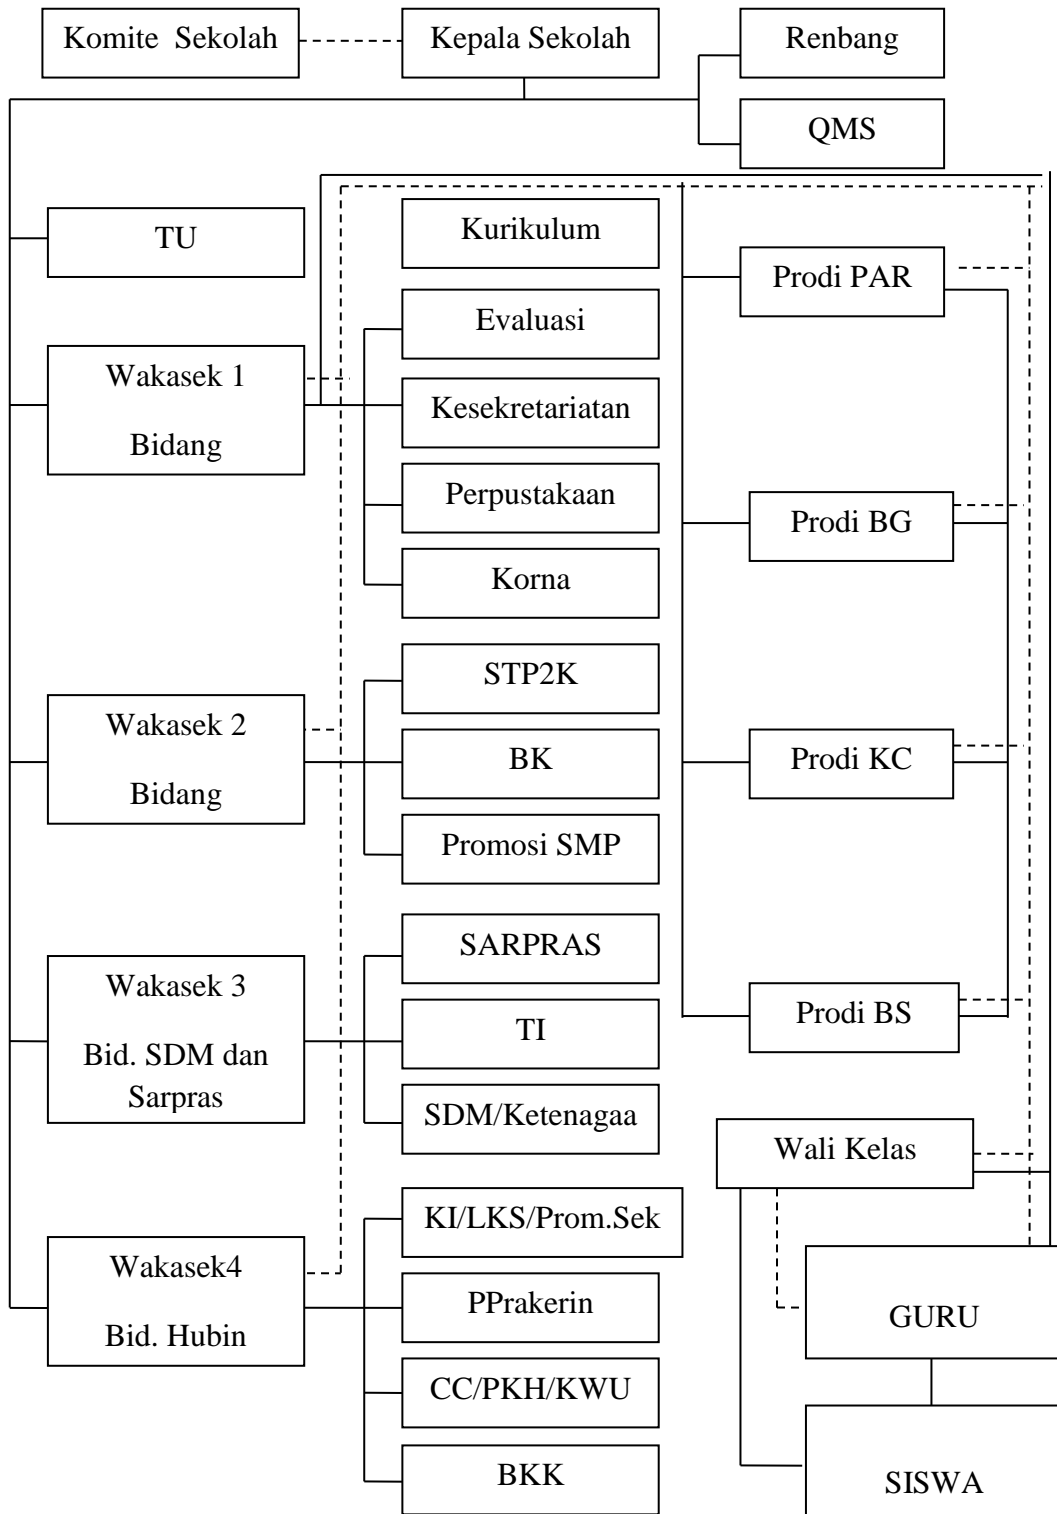 Komite  Sekolah
Kepala Sekolah
Renbang
QMS
TU
Kurikulum
Prodi PAR
Evaluasi
Wakasek 1
Bidang
Kesekretariatan
Perpustakaan
Prodi BG
Korna
STP2K
Wakasek 2
Bidang
BK
Prodi KC
Promosi SMP
SARPRAS
Wakasek 3
Bid. SDM dan
Sarpras
TI
Prodi BS
SDM/Ketenagaa
Wali Kelas
KI/LKS/Prom.Sek
Wakasek4
Bid. Hubin
PPrakerin
GURU
CC/PKH/KWU
BKK
SISWA